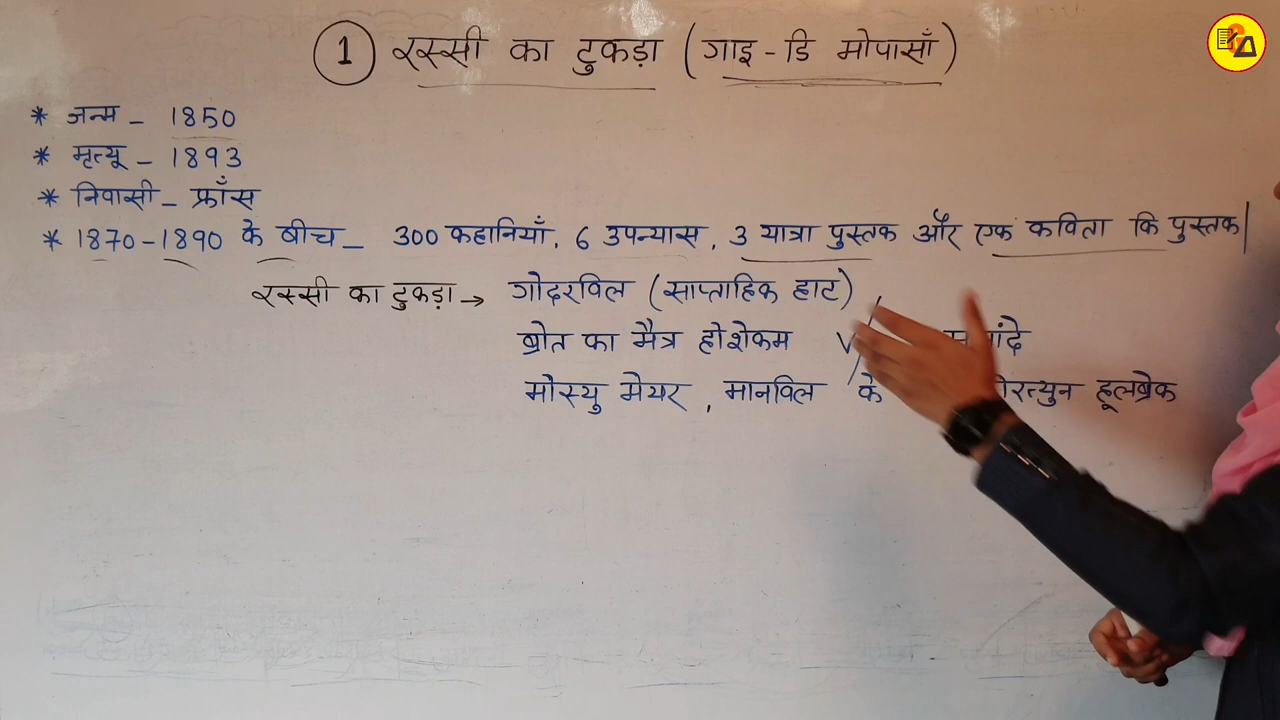 1 रस्सी का टुकड़ा (गाइ - डि मोपासाँ)
* जन्म - 1850
* मृत्यू - 1893
* निवासी - फ्राँस
* 1870-1890 के बीच - 300 कहानियाँ, 6 उपन्यास, 3 यात्रा पुस्तक और एक कविता कि पुस्तक|
रस्सी का टुकड़ा → गोदरविल (साप्ताहिक हाट)
ब्रोत का मैत्र होशेकम
मोस्यु मेयर, मानविल के हूलब्रेक